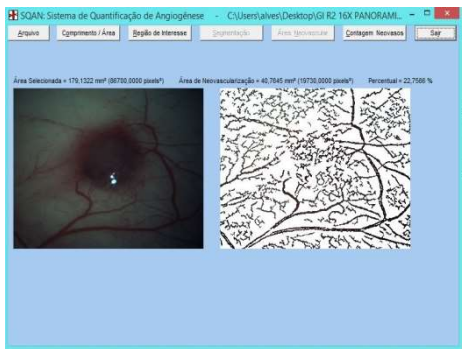 SQAN: Sistema de Quantificação de Angiogênese - C:\Users\alves\Desktop\GI R2 16X PANORAMI...
Arquivo Comprimento / Área Região de Interesse Segmentação Área Neovascular Contagem Neovasos Sair
Área Selecionada = 179,1322 mm² (86700,0000 pixels²) Área de Neovascularização = 40,7645 mm² (19730,0000 pixels²) Percentual = 22,7566 %